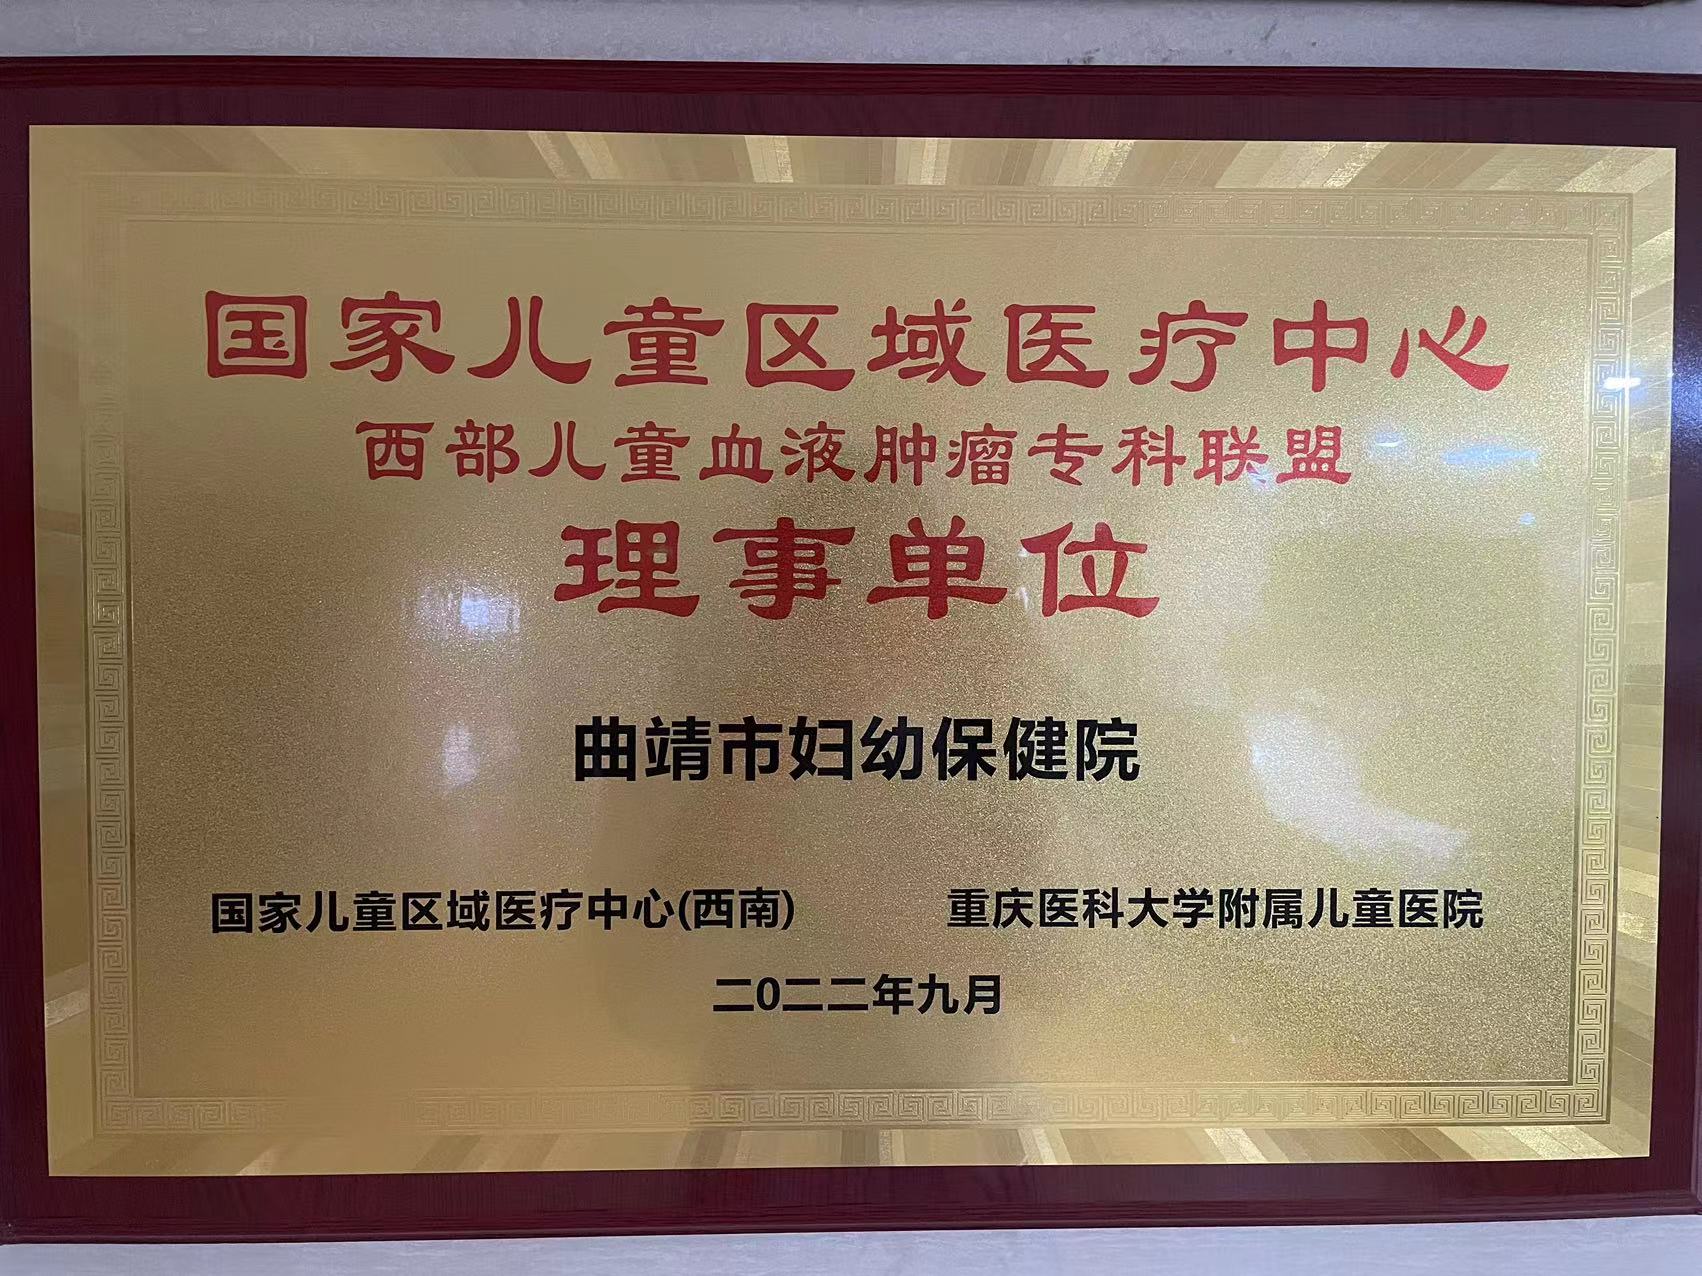 国家儿童区域医疗中心
西部儿童血液肿瘤专科联盟
理事单位
曲靖市妇幼保健院
国家儿童区域医疗中心(西南) 重庆医科大学附属儿童医院
二0二二年九月